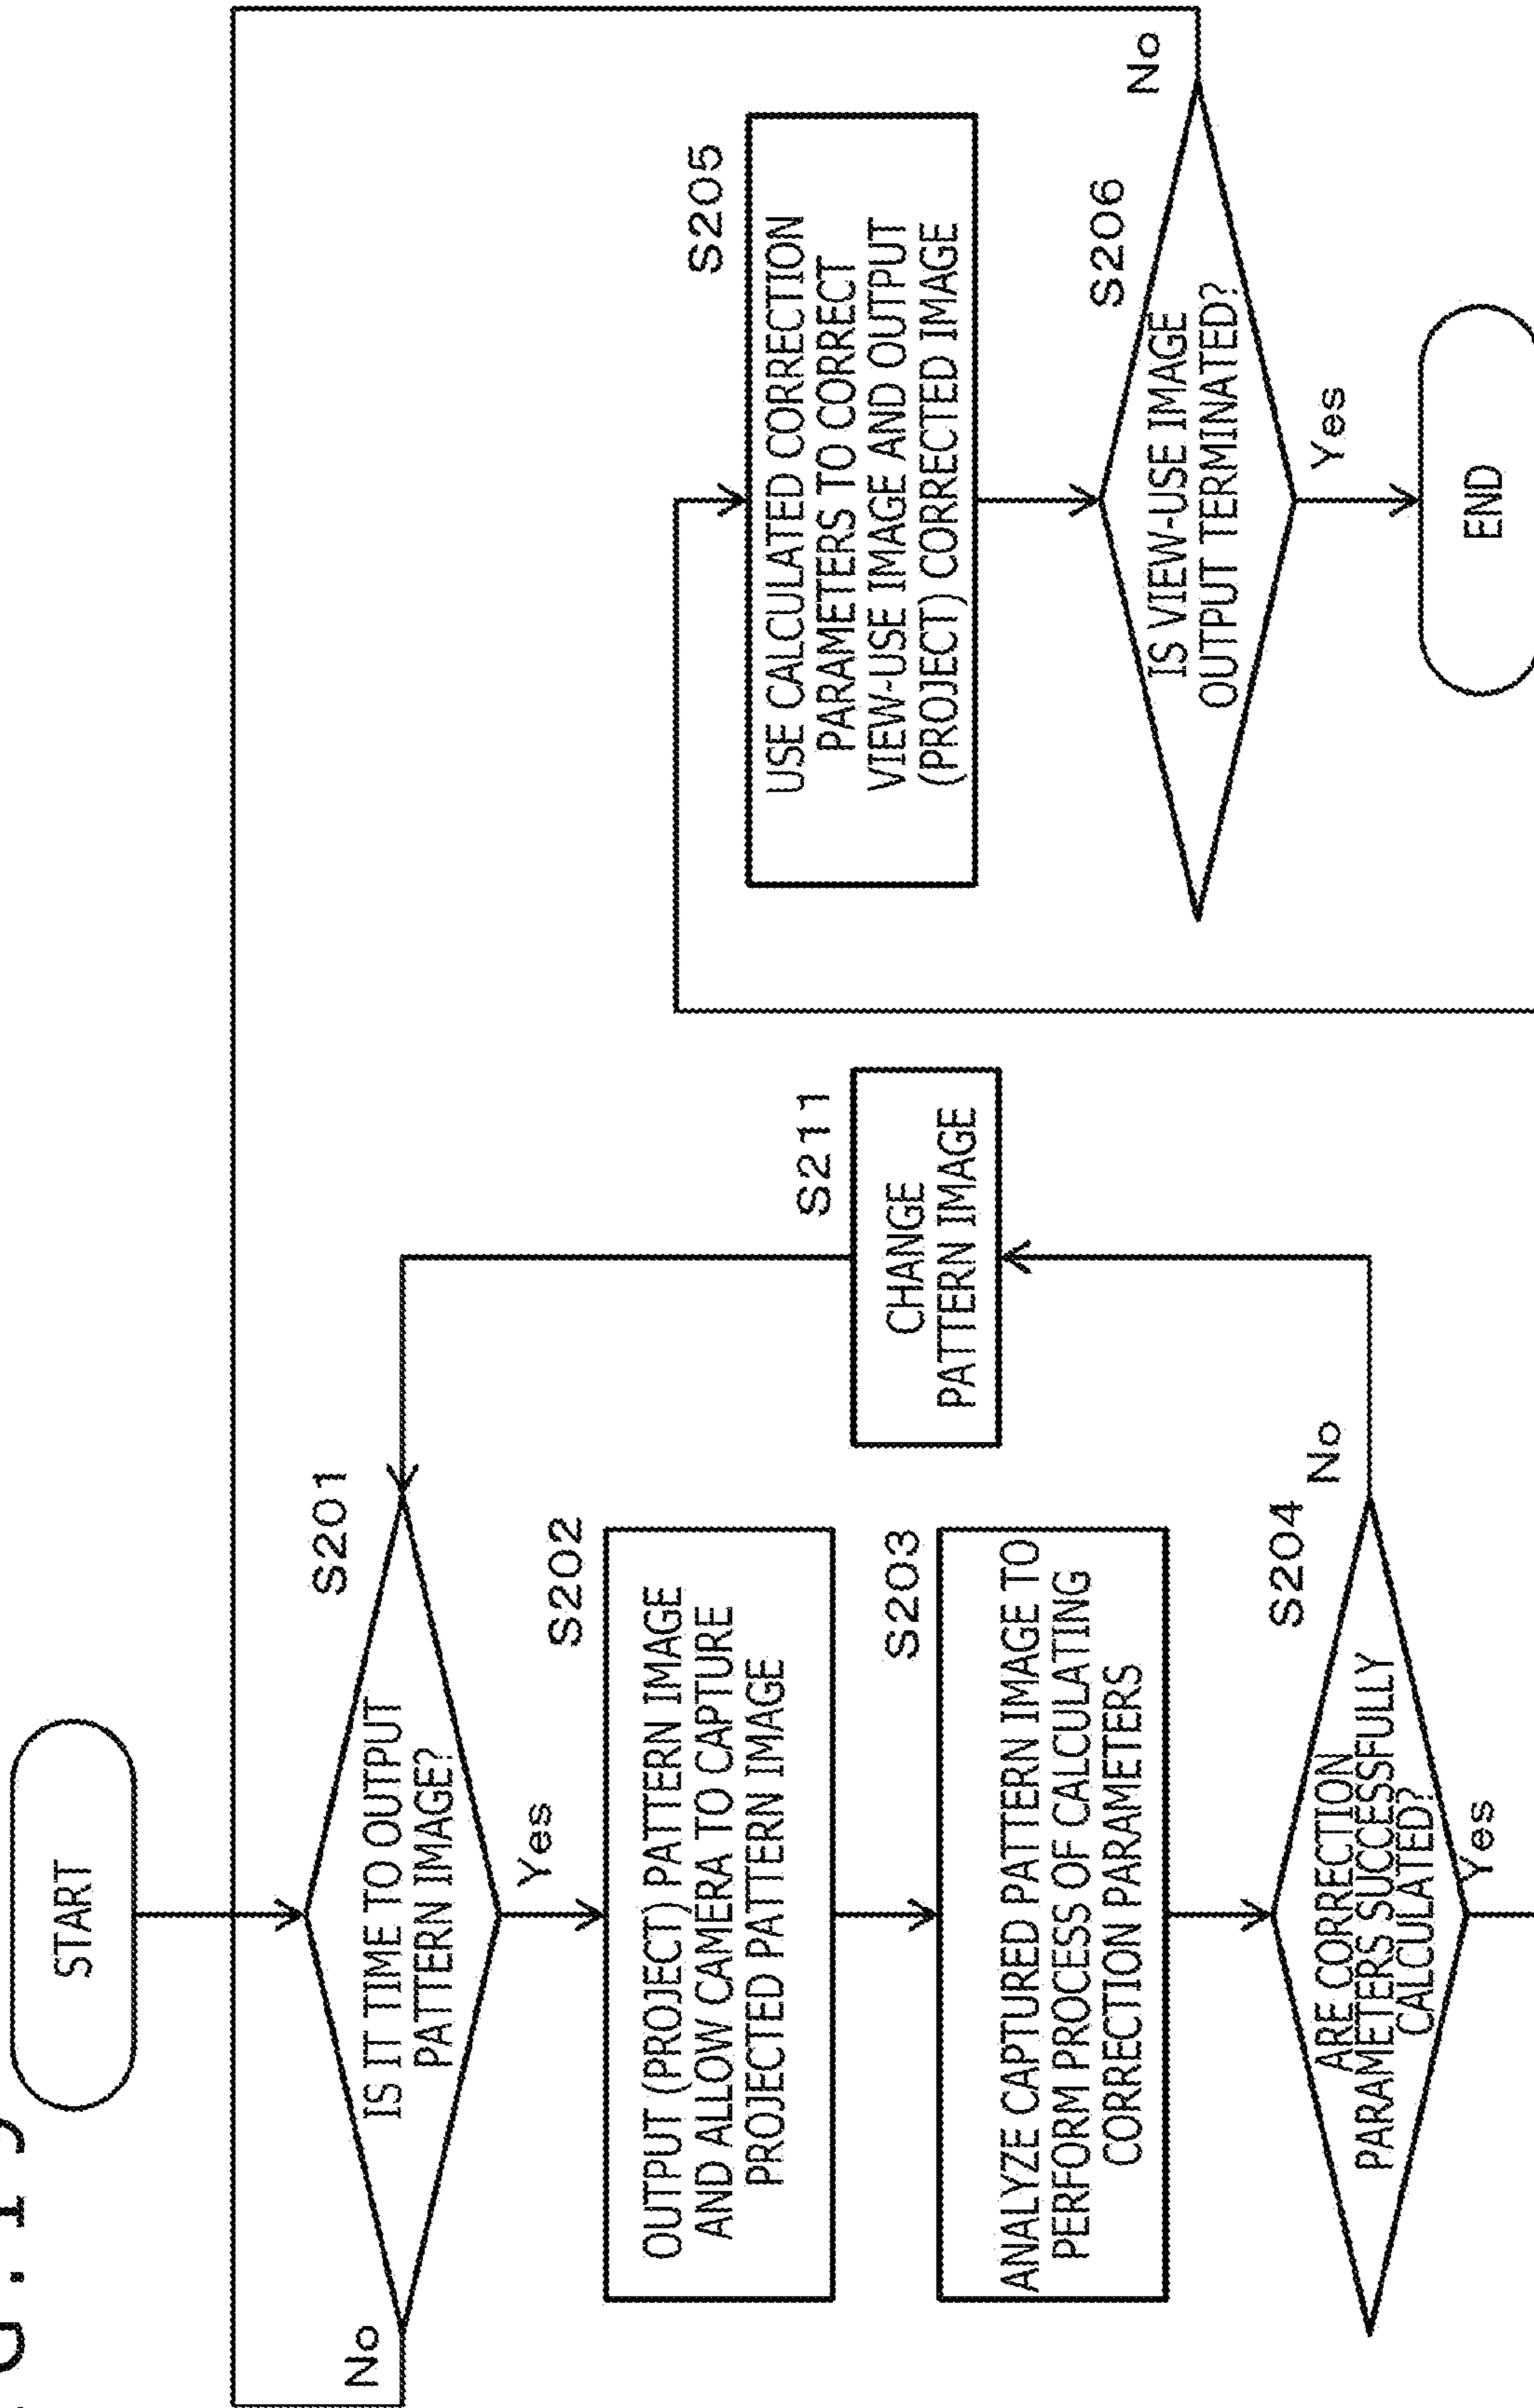 START
S201
IS IT TIME TO OUTPUT
PATTERN IMAGE?
No
Yes
S202
OUTPUT (PROJECT) PATTERN IMAGE
AND ALLOW CAMERA TO CAPTURE
PROJECTED PATTERN IMAGE
S203
ANALYZE CAPTURED PATTERN IMAGE TO
PERFORM PROCESS OF CALCULATING
CORRECTION PARAMETERS
S204
ARE CORRECTION
PARAMETERS SUCCESSFULLY
CALCULATED?
No
Yes
S211
CHANGE
PATTERN IMAGE
S205
USE CALCULATED CORRECTION
PARAMETERS TO CORRECT
VIEW-USE IMAGE AND OUTPUT
(PROJECT) CORRECTED IMAGE
S206
IS VIEW-USE IMAGE
OUTPUT TERMINATED?
No
Yes
END